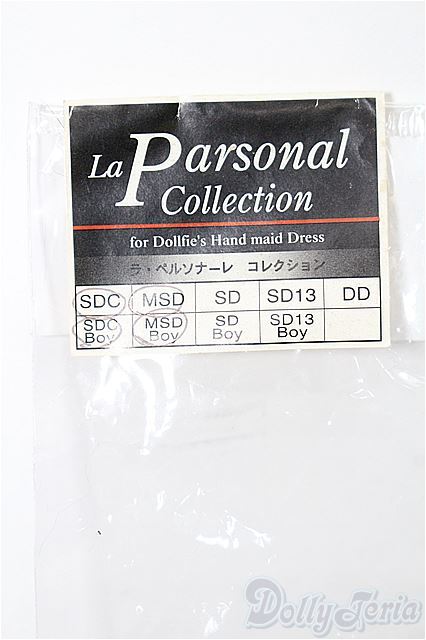 La Parsonal
Collection
for Dollfie's Hand maid Dress
ラ・ペルソナーレ コレクション
SDC MSD SD SD13 DD
SDC Boy MSD Boy SD Boy SD13 Boy
DollyTeria